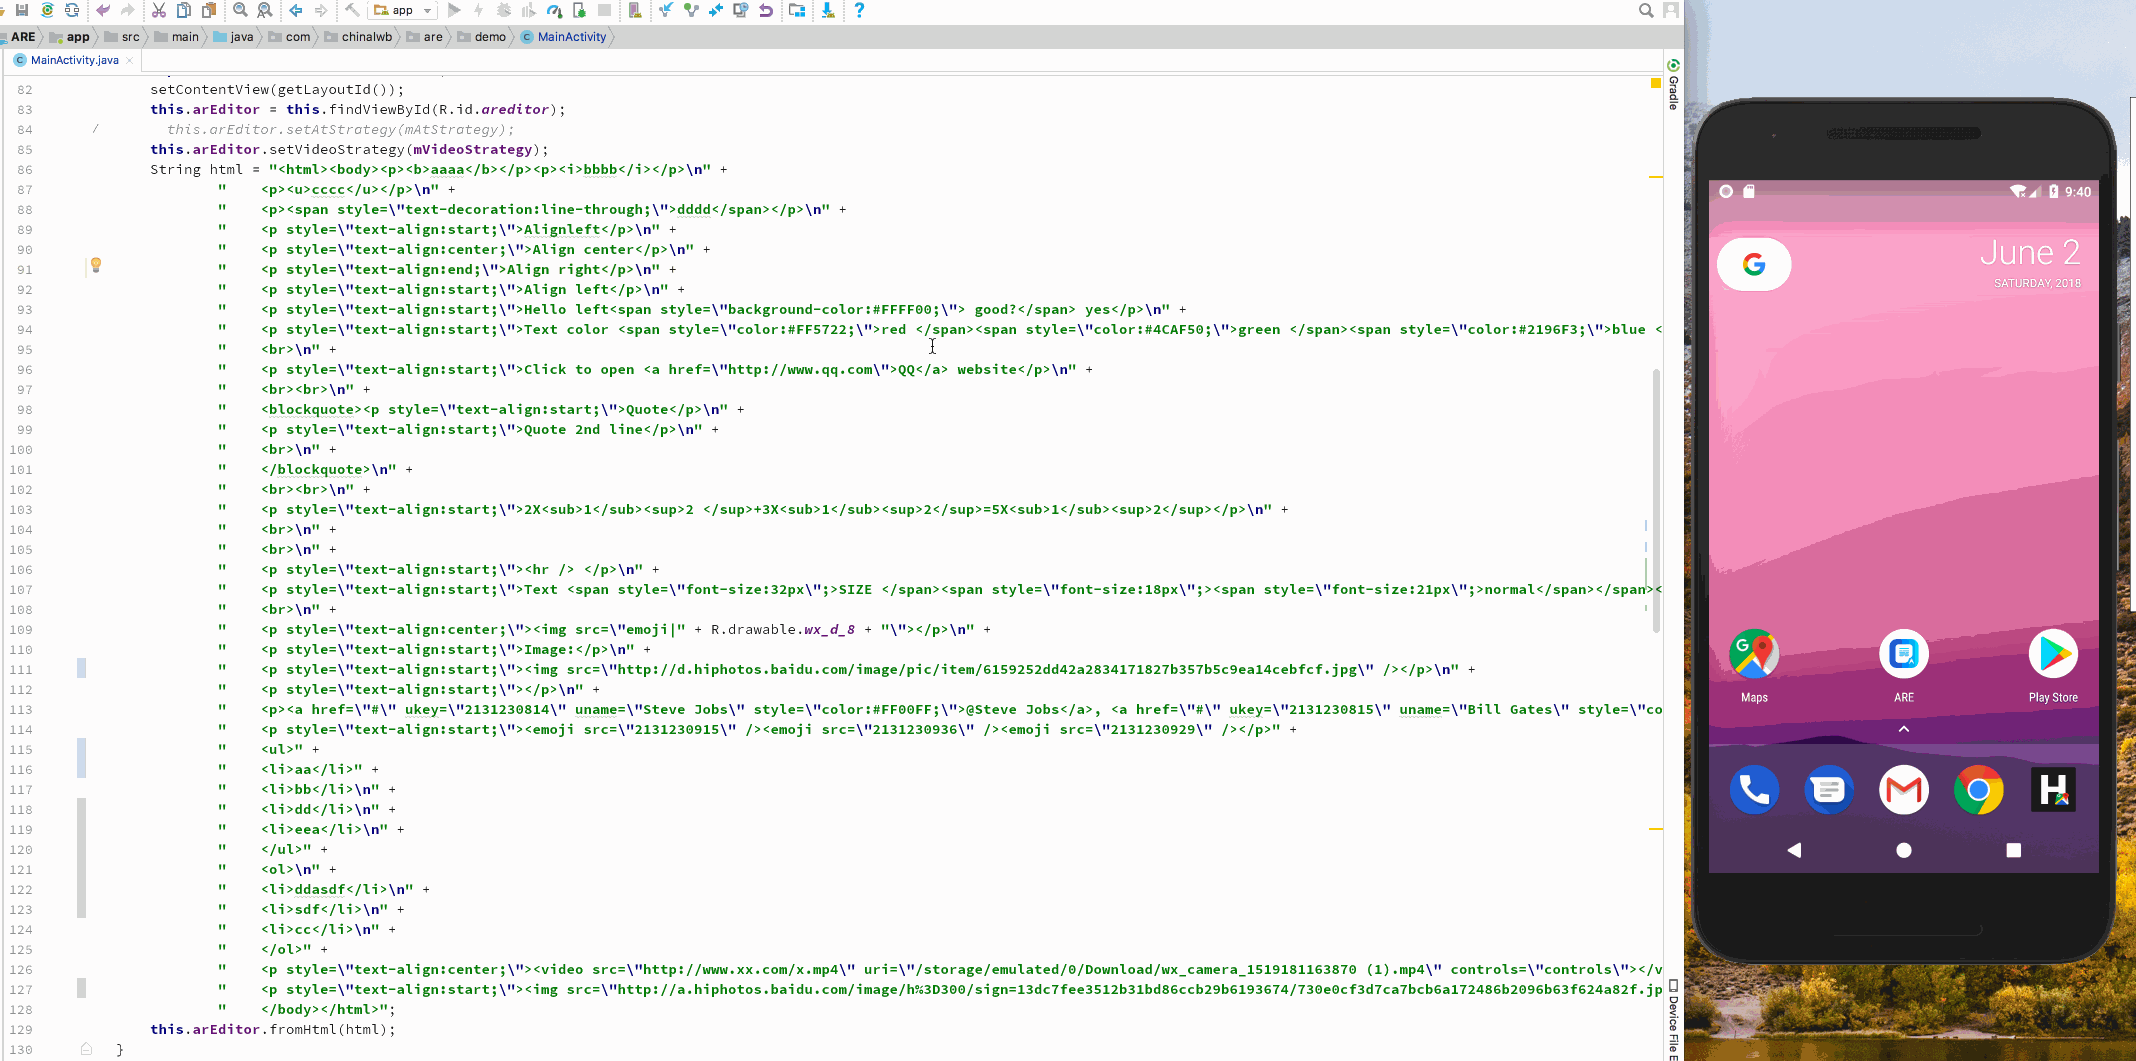 app
ARE app src main java com chinalwb are demo MainActivity
MainActivity.java
82 setContentView(getLayoutId());
83 this.arEditor = this.findViewById(R.id.areditor);
84 / this.arEditor.setAtStrategy(mAtStrategy);
85 this.arEditor.setVideoStrategy(mVideoStrategy);
86 String html = "<html><body><p><b>aaaa</b></p><p><i>bbbb</i></p>\n" +
87 " <p><u>cccc</u></p>\n" +
88 " <p><span style=\"text-decoration:line-through;\">dddd</span></p>\n" +
89 " <p style=\"text-align:start;\">Alignleft</p>\n" +
90 " <p style=\"text-align:center;\">Align center</p>\n" +
91 " <p style=\"text-align:end;\">Align right</p>\n" +
92 " <p style=\"text-align:start;\">Align left</p>\n" +
93 " <p style=\"text-align:start;\">Hello left<span style=\"background-color:#FFFF00;\"> good?</span> yes</p>\n" +
94 " <p style=\"text-align:start;\">Text color <span style=\"color:#FF5722;\">red </span><span style=\"color:#4CAF50;\">green </span><span style=\"color:#2196F3;\">blue <
95 " <br>\n" +
96 " <p style=\"text-align:start;\">Click to open <a href=\"http://www.qq.com\">QQ</a> website</p>\n" +
97 " <br><br>\n" +
98 " <blockquote><p style=\"text-align:start;\">Quote</p>\n" +
99 " <p style=\"text-align:start;\">Quote 2nd line</p>\n" +
100 " <br>\n" +
101 " </blockquote>\n" +
102 " <br><br>\n" +
103 " <p style=\"text-align:start;\">2X<sub>1</sub><sup>2 </sup>+3X<sub>1</sub><sup>2</sup>=5X<sub>1</sub><sup>2</sup></p>\n" +
104 " <br>\n" +
105 " <br>\n" +
106 " <p style=\"text-align:start;\"><hr /> </p>\n" +
107 " <p style=\"text-align:start;\">Text <span style=\"font-size:32px\";>SIZE </span><span style=\"font-size:18px\";><span style=\"font-size:21px\";>normal</span></span><
108 " <br>\n" +
109 " <p style=\"text-align:center;\"><img src=\"emoji|" + R.drawable.wx_d_8 + "\"></p>\n" +
110 " <p style=\"text-align:start;\">Image:</p>\n" +
111 " <p style=\"text-align:start;\"><img src=\"http://d.hiphotos.baidu.com/image/pic/item/6159252dd42a2834171827b357b5c9ea14cebfcf.jpg\" /></p>\n" +
112 " <p style=\"text-align:start;\"></p>\n" +
113 " <p><a href=\"#\" ukey=\"2131230814\" uname=\"Steve Jobs\" style=\"color:#FF00FF;\">@Steve Jobs</a>, <a href=\"#\" ukey=\"2131230815\" uname=\"Bill Gates\" style=\"co
114 " <p style=\"text-align:start;\"><emoji src=\"2131230915\" /><emoji src=\"2131230936\" /><emoji src=\"2131230929\" /></p>" +
115 " <ul>" +
116 " <li>aa</li>" +
117 " <li>bb</li>\n" +
118 " <li>dd</li>\n" +
119 " <li>eea</li>\n" +
120 " </ul>" +
121 " <ol>\n" +
122 " <li>ddasdf</li>\n" +
123 " <li>sdf</li>\n" +
124 " <li>cc</li>\n" +
125 " </ol>" +
126 " <p style=\"text-align:center;\"><video src=\"http://www.xx.com/x.mp4\" uri=\"/storage/emulated/0/Download/wx_camera_1519181163870 (1).mp4\" controls=\"controls\"></v
127 " <p style=\"text-align:start;\"><img src=\"http://a.hiphotos.baidu.com/image/h%3D300/sign=13dc7fee3512b31bd86ccb29b6193674/730e0cf3d7ca7bcb6a172486b2096b63f624a82f.jp
128 " </body></html>";
129 this.arEditor.fromHtml(html);
130 }
Gradle
Device File E
9:40
G
June 2
SATURDAY, 2018
Maps
ARE
Play Store
H